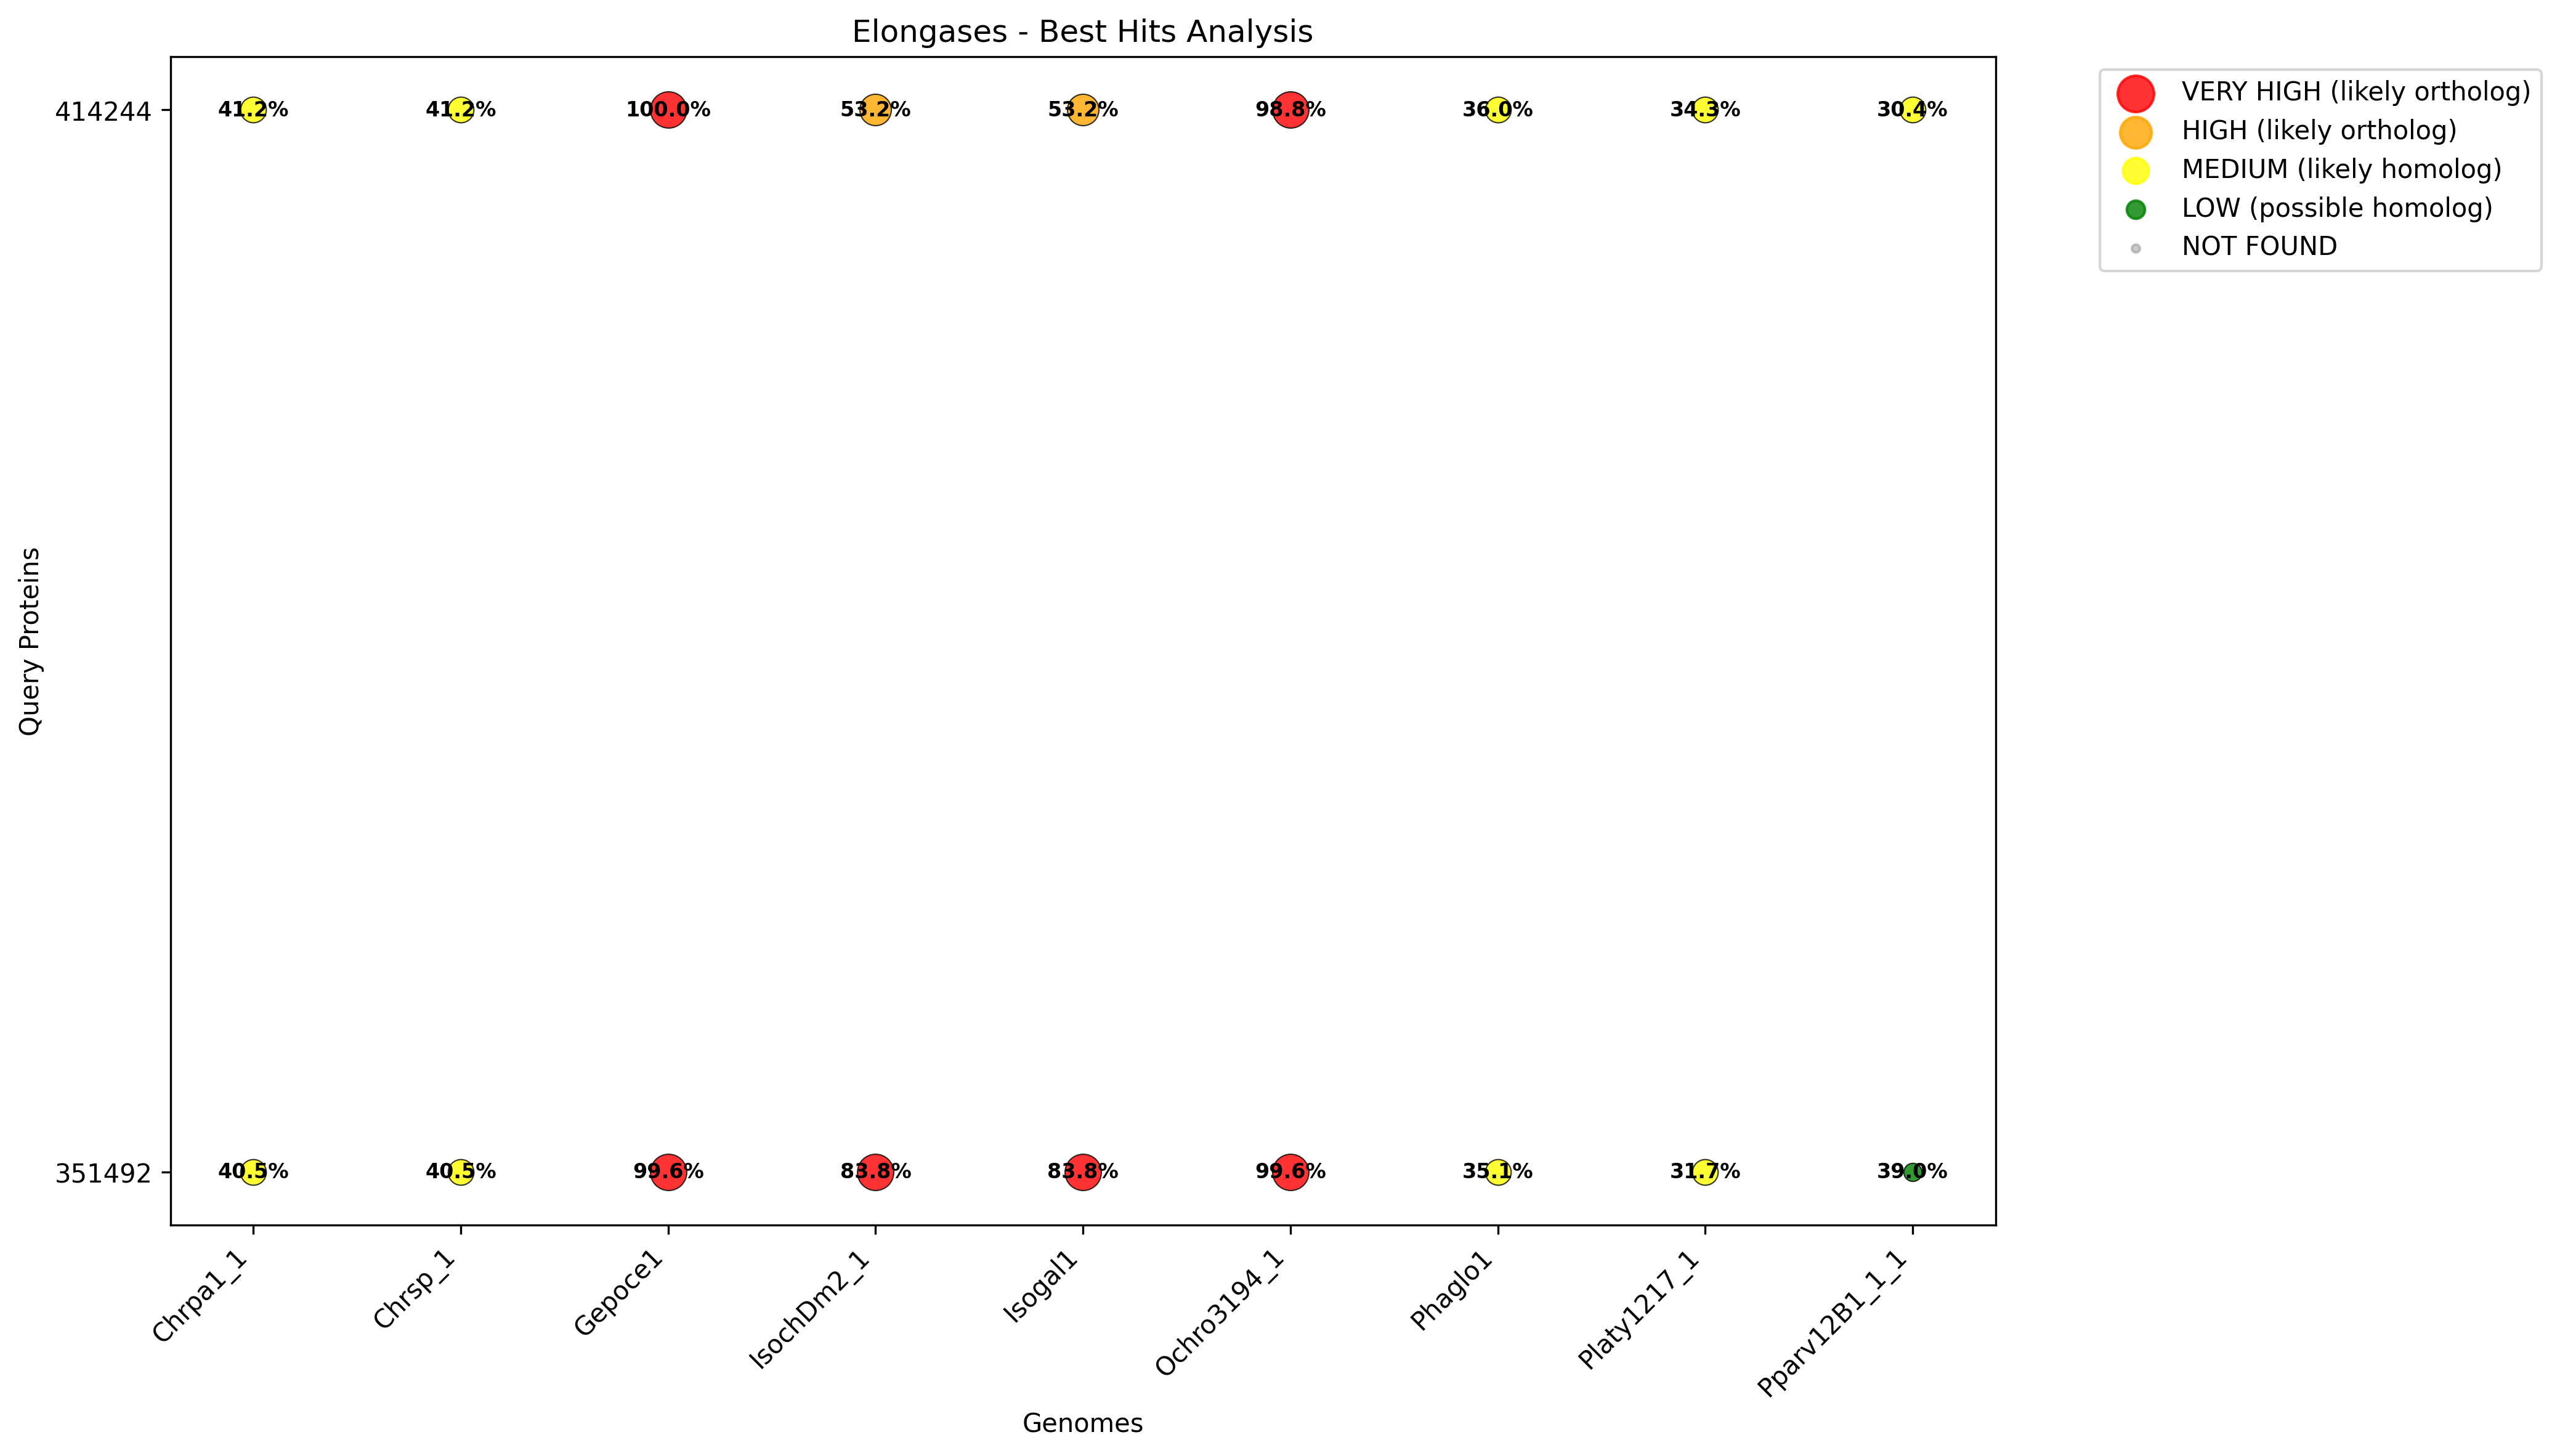 Elongases - Best Hits Analysis
414244
41.2% 41.2% 100.0% 53.2% 53.2% 98.8% 36.0% 34.3% 30.4%
VERY HIGH (likely ortholog)
HIGH (likely ortholog)
MEDIUM (likely homolog)
LOW (possible homolog)
NOT FOUND
Query Proteins
351492
40.5% 40.5% 99.6% 83.8% 83.8% 99.6% 35.1% 31.7% 39.0%
Chrpa1_1
Chrsp_1
Gepoce1
IsochDm2_1
Isogal1
Ochro3194_1
Phaglo1
Platy1217_1
Pparv12B1_1_1
Genomes